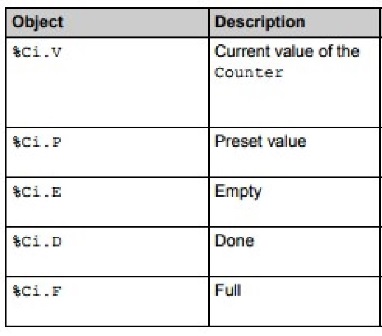 Object Description
%Ci.V Current value of the
Counter
%Ci.P Preset value
%Ci.E Empty
%Ci.D Done
%Ci.F Full